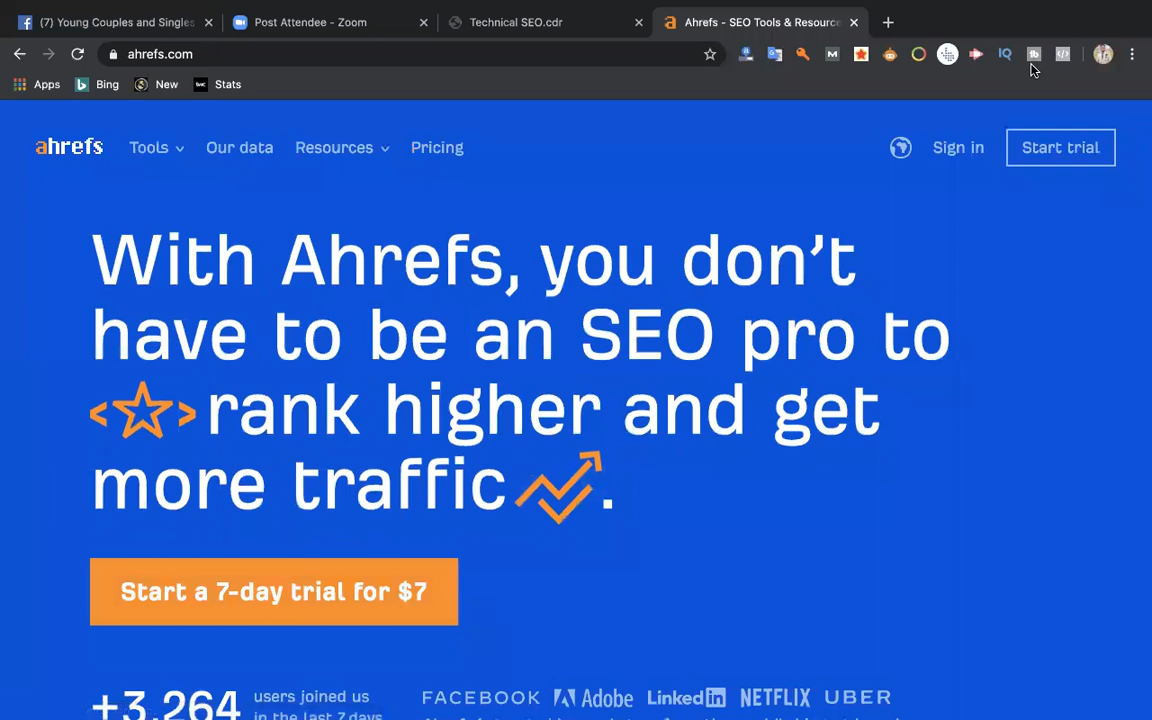 (7) Young Couples and Singles
Post Attendee - Zoom
Technical SEO.cdr
Ahrefs - SEO Tools & Resource
ahrefs.com
Apps
Bing
New
Stats
ahrefs
Tools
Our data
Resources
Pricing
Sign in
Start trial
With Ahrefs, you don't
have to be an SEO pro to
rank higher and get
more traffic.
Start a 7-day trial for $7
+3,264
users joined us
in the last 7 days
FACEBOOK
Adobe
LinkedIn
NETFLIX
UBER